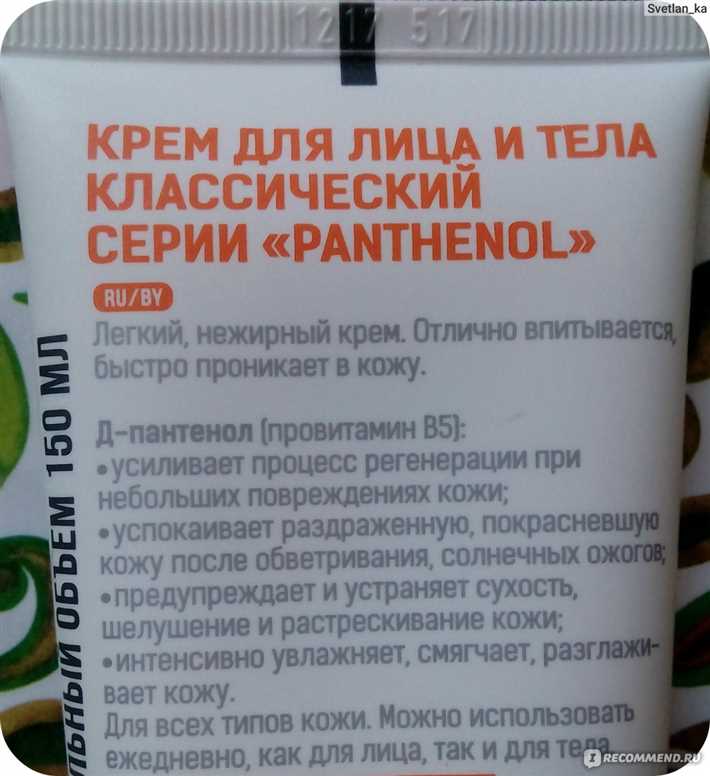 Svetlan_ka
1217 517
КРЕМ ДЛЯ ЛИЦА И ТЕЛА
КЛАССИЧЕСКИЙ
СЕРИИ «PANTHENOL»
RU/BY
Легкий, нежирный крем. Отлично впитывается,
быстро проникает в кожу.
Д-пантенол (провитамин В5):
•усиливает процесс регенерации при
небольших повреждениях кожи;
•успокаивает раздраженную, покрасневшую
кожу после обветривания, солнечных ожогов;
•предупреждает и устраняет сухость,
шелушение и растрескивание кожи;
•интенсивно увлажняет, смягчает, разглажи-
вает кожу.
Для всех типов кожи. Можно использовать
ежедневно, как для лица, так и для тела.
ЛЬНЫЙ ОБЪЕМ 150 МЛ
IRECOMMEND.RU